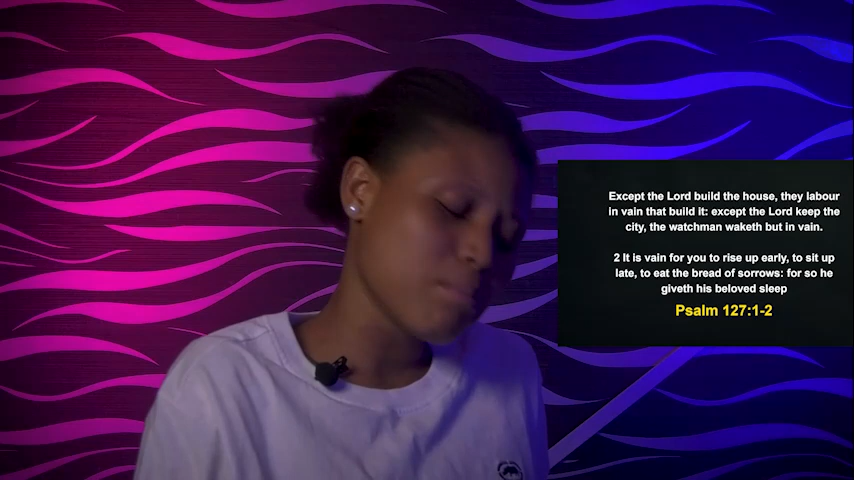 Except the Lord build the house, they labour
in vain that build it: except the Lord keep the
city, the watchman waketh but in vain.
2 It is vain for you to rise up early, to sit up
late, to eat the bread of sorrows: for so he
giveth his beloved sleep
Psalm 127:1-2